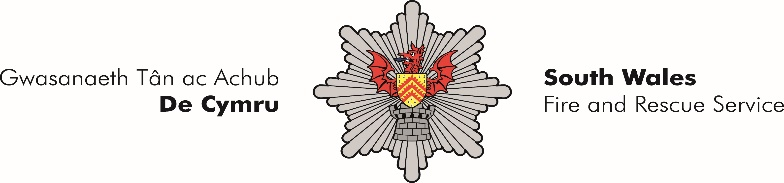 Gwasanaeth Tân ac Achub
De Cymru
South Wales
Fire and Rescue Service